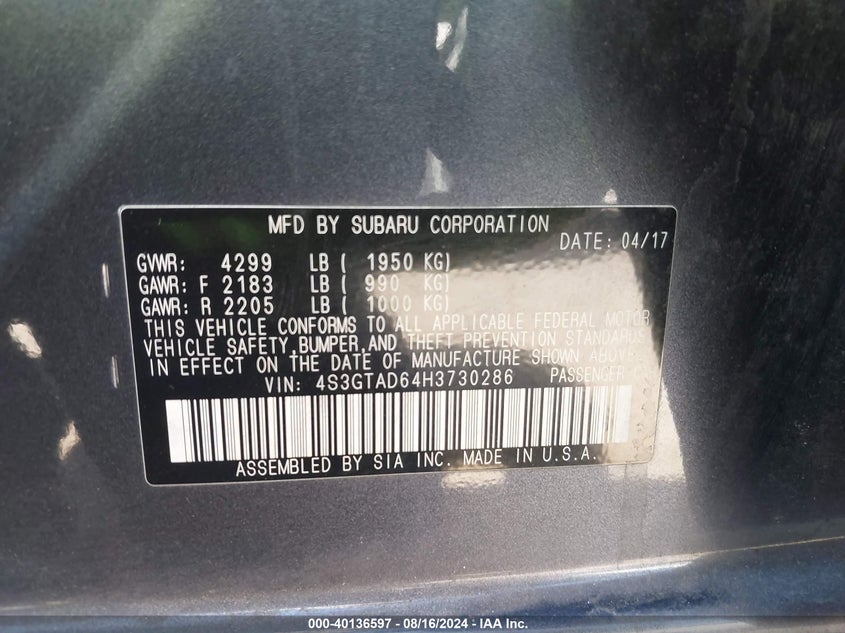 MFD BY SUBARU CORPORATION
DATE: 04/17
GVWR: 4299 LB ( 1950 KG)
GAWR: F 2183 LB ( 990 KG)
GAWR: R 2205 LB ( 1000 KG)
THIS VEHICLE CONFORMS TO ALL APPLICABLE FEDERAL MOTOR
VEHICLE SAFETY,BUMPER,AND THEFT PREVENTION STANDARDS
IN EFFECT ON THE DATE OF MANUFACTURE SHOWN ABOVE.
VIN: 4S3GTAD64H3730286 PASSENGER
ASSEMBLED BY SIA INC. MADE IN U.S.A.
000-40136597 - 08/16/2024 - IAA Inc.